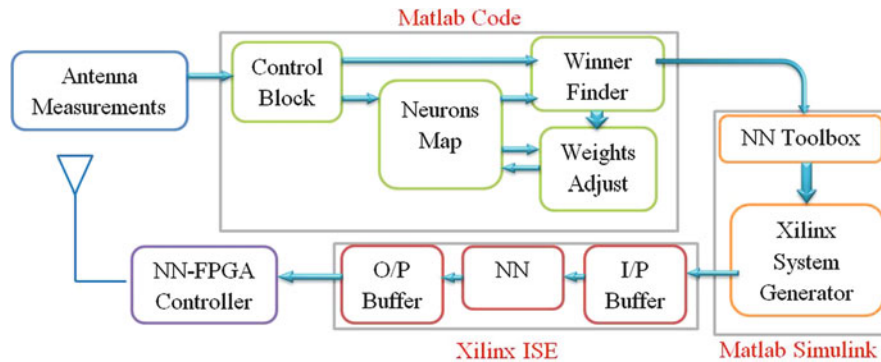 Matlab Code
Antenna
Measurements
Control
Block
Neurons
Map
Winner
Finder
Weights
Adjust
NN Toolbox
Xilinx
System
Generator
Matlab Simulink
I/P
Buffer
NN
O/P
Buffer
Xilinx ISE
NN-FPGA
Controller